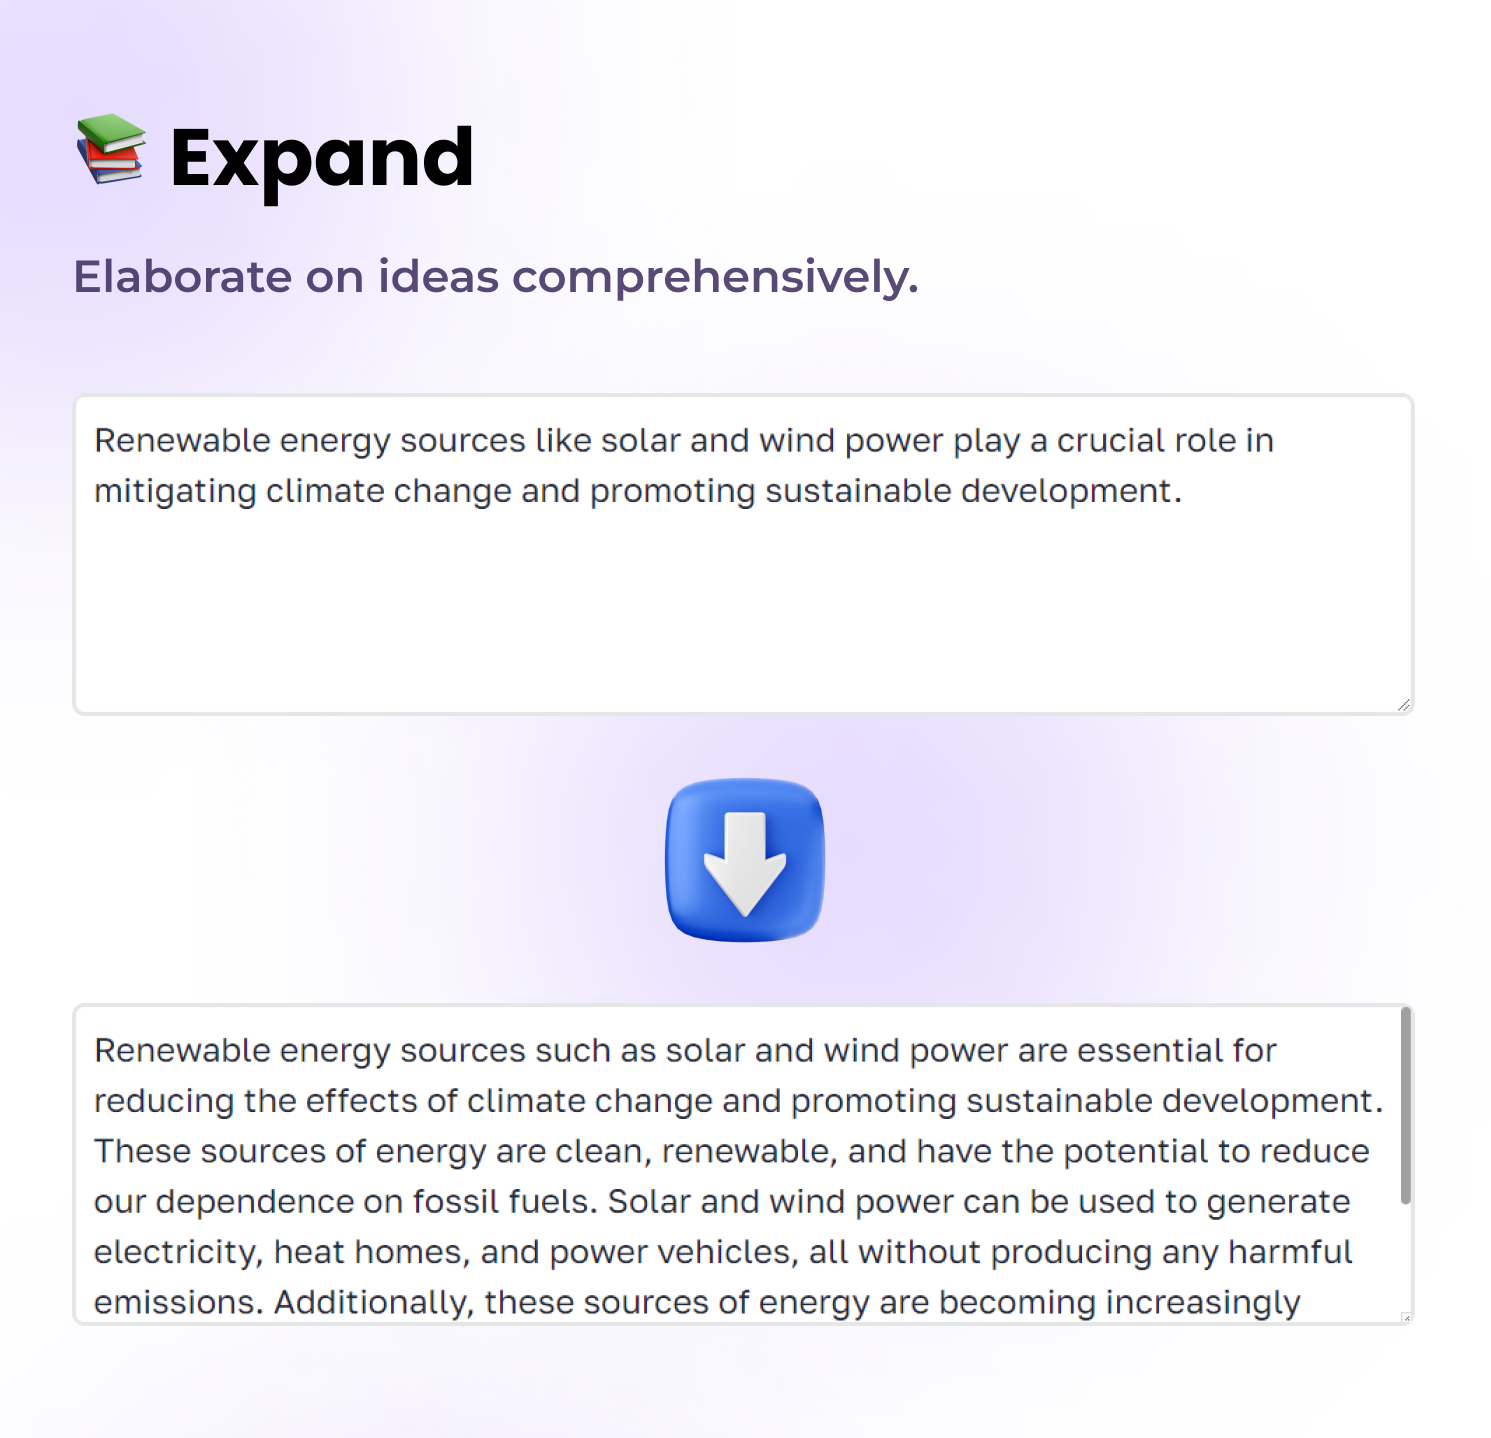 Expand
Elaborate on ideas comprehensively.
Renewable energy sources like solar and wind power play a crucial role in
mitigating climate change and promoting sustainable development.
Renewable energy sources such as solar and wind power are essential for
reducing the effects of climate change and promoting sustainable development.
These sources of energy are clean, renewable, and have the potential to reduce
our dependence on fossil fuels. Solar and wind power can be used to generate
electricity, heat homes, and power vehicles, all without producing any harmful
emissions. Additionally, these sources of energy are becoming increasingly